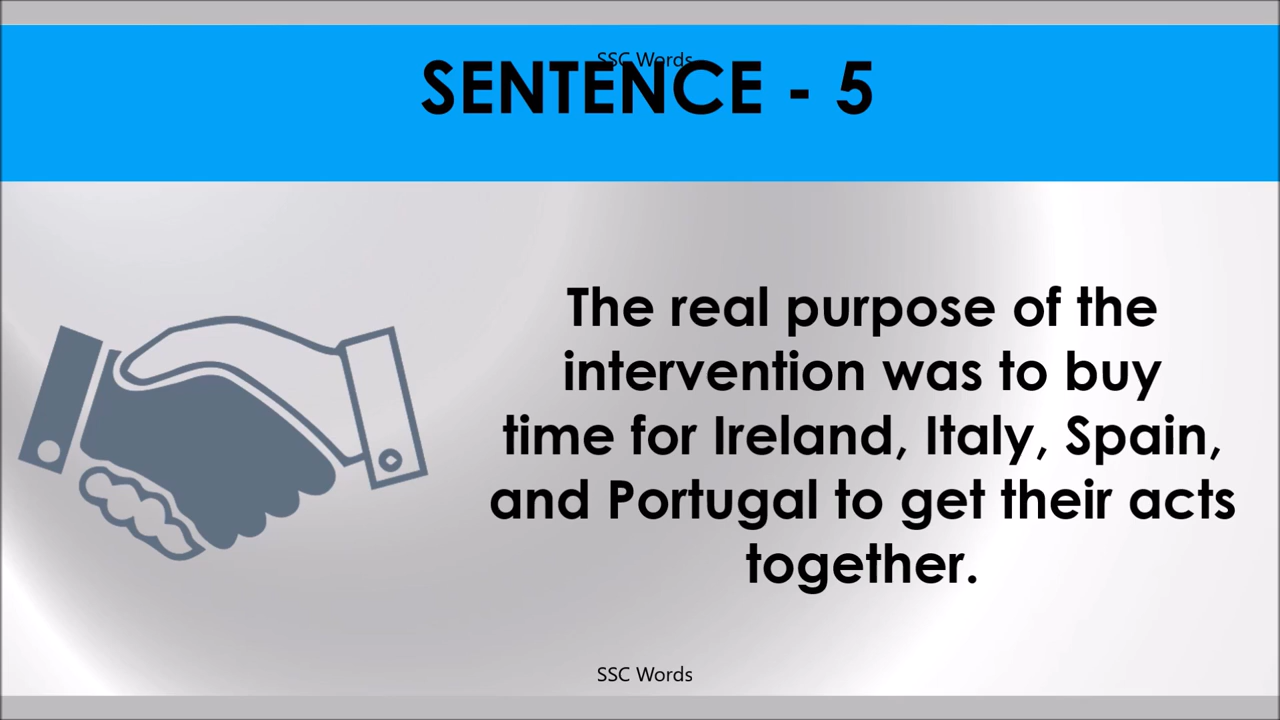 SSC Words
SENTENCE - 5
The real purpose of the
intervention was to buy
time for Ireland, Italy, Spain,
and Portugal to get their acts
together.
SSC Words